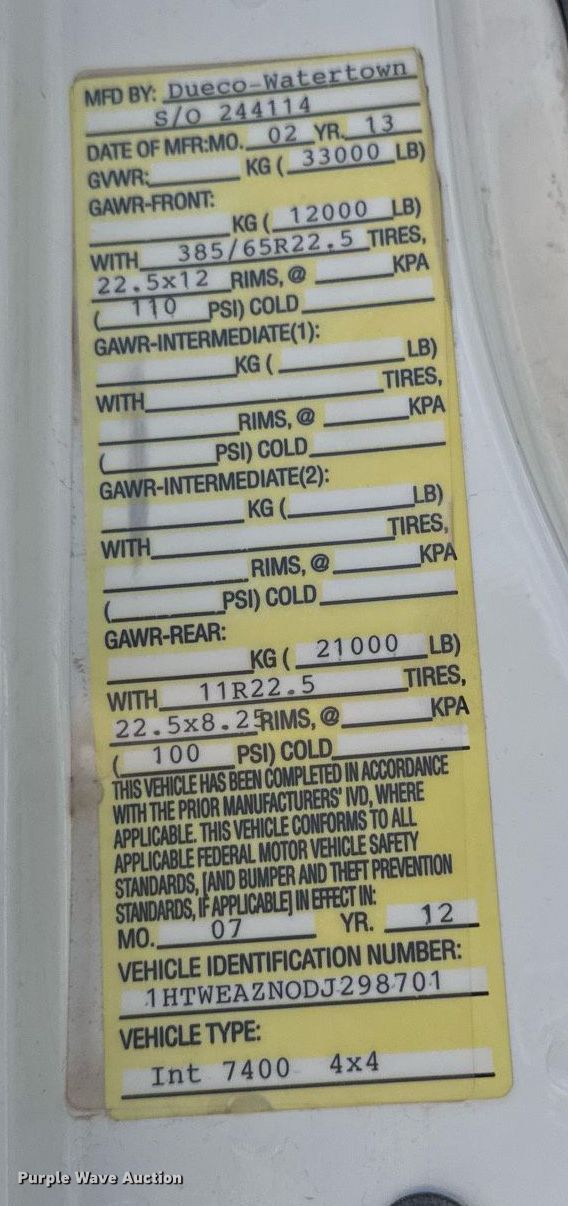 MFD BY: Dueco-Watertown
S/O 244114
DATE OF MFR:MO. 02 YR. 13
GVWR: KG ( 33000 LB)
GAWR-FRONT:
KG ( 12000 LB)
WITH 385/65R22.5 TIRES,
22.5x12 RIMS, @ KPA
( 110 PSI) COLD
GAWR-INTERMEDIATE(1):
KG ( LB)
WITH TIRES,
RIMS, @ KPA
( PSI) COLD
GAWR-INTERMEDIATE(2):
KG ( LB)
WITH TIRES,
RIMS, @ KPA
( PSI) COLD
GAWR-REAR:
KG ( 21000 LB)
WITH 11R22.5 TIRES,
22.5x8.25 RIMS, @ KPA
( 100 PSI) COLD
THIS VEHICLE HAS BEEN COMPLETED IN ACCORDANCE
WITH THE PRIOR MANUFACTURERS' IVD, WHERE
APPLICABLE. THIS VEHICLE CONFORMS TO ALL
APPLICABLE FEDERAL MOTOR VEHICLE SAFETY
STANDARDS, [AND BUMPER AND THEFT PREVENTION
STANDARDS, IF APPLICABLE] IN EFFECT IN:
MO. 07 YR. 12
VEHICLE IDENTIFICATION NUMBER:
1HTWEAZNODJ298701
VEHICLE TYPE:
Int 7400 4x4
Purple Wave Auction